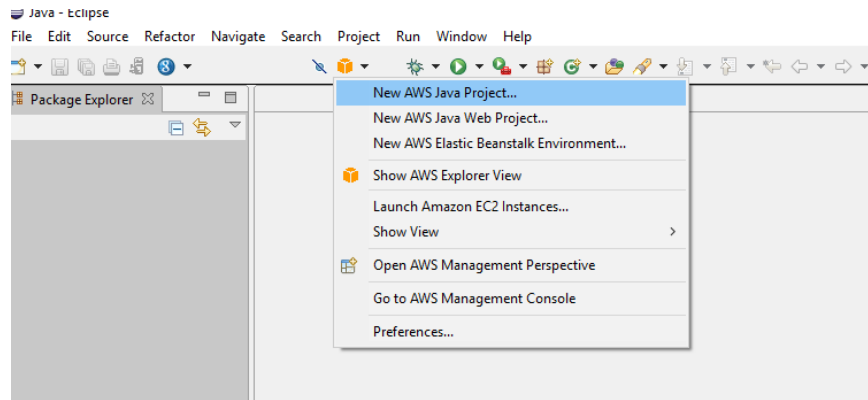 Java - Eclipse
File Edit Source Refactor Navigate Search Project Run Window Help
8
Package Explorer
New AWS Java Project...
New AWS Java Web Project...
New AWS Elastic Beanstalk Environment...
Show AWS Explorer View
Launch Amazon EC2 Instances...
Show View
Open AWS Management Perspective
Go to AWS Management Console
Preferences...